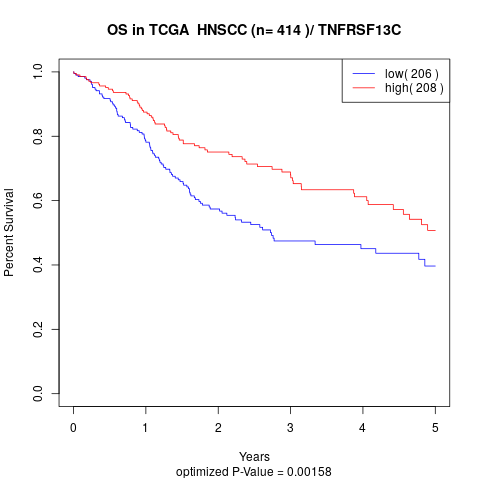 OS in TCGA HNSCC (n= 414 )/ TNFRSF13C
low( 206 )
high( 208 )
Percent Survival
1.0
0.8
0.6
0.4
0.2
0.0
0 1 2 3 4 5
Years
optimized P-Value = 0.00158